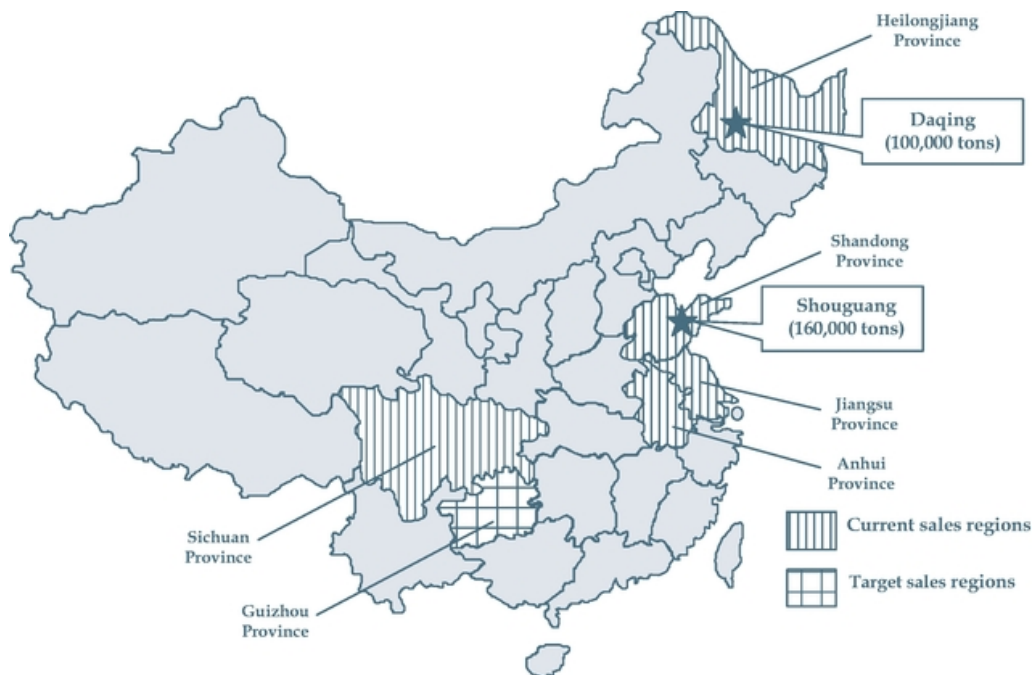 Heilongjiang
Province
Daqing
(100,000 tons)
Shandong
Province
Shouguang
(160,000 tons)
Jiangsu
Province
Anhui
Province
Sichuan
Province
Guizhou
Province
Current sales regions
Target sales regions